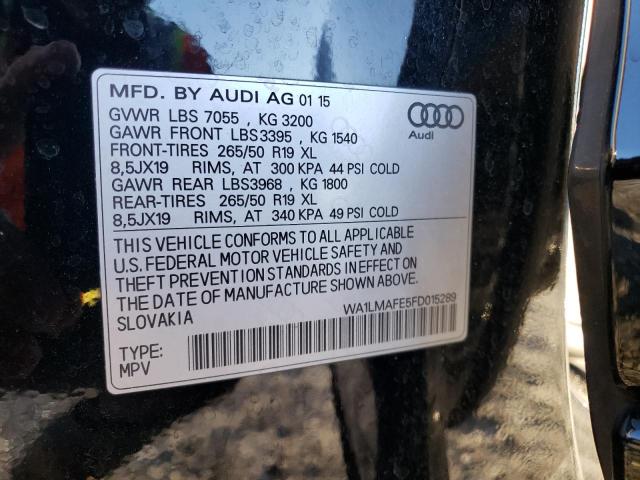 MFD. BY AUDI AG 01 15
GVWR LBS 7055 , KG 3200
GAWR FRONT LBS3395 , KG 1540
FRONT-TIRES 265/50 R19 XL
8,5JX19 RIMS, AT 300 KPA 44 PSI COLD
GAWR REAR LBS3968 , KG 1800
REAR-TIRES 265/50 R19 XL
8,5JX19 RIMS, AT 340 KPA 49 PSI COLD
Audi
THIS VEHICLE CONFORMS TO ALL APPLICABLE
U.S. FEDERAL MOTOR VEHICLE SAFETY AND
THEFT PREVENTION STANDARDS IN EFFECT ON
THE DATE OF MANUFACTURE SHOWN ABOVE.
SLOVAKIA
WA1LMAFE5FD015289
TYPE:
MPV